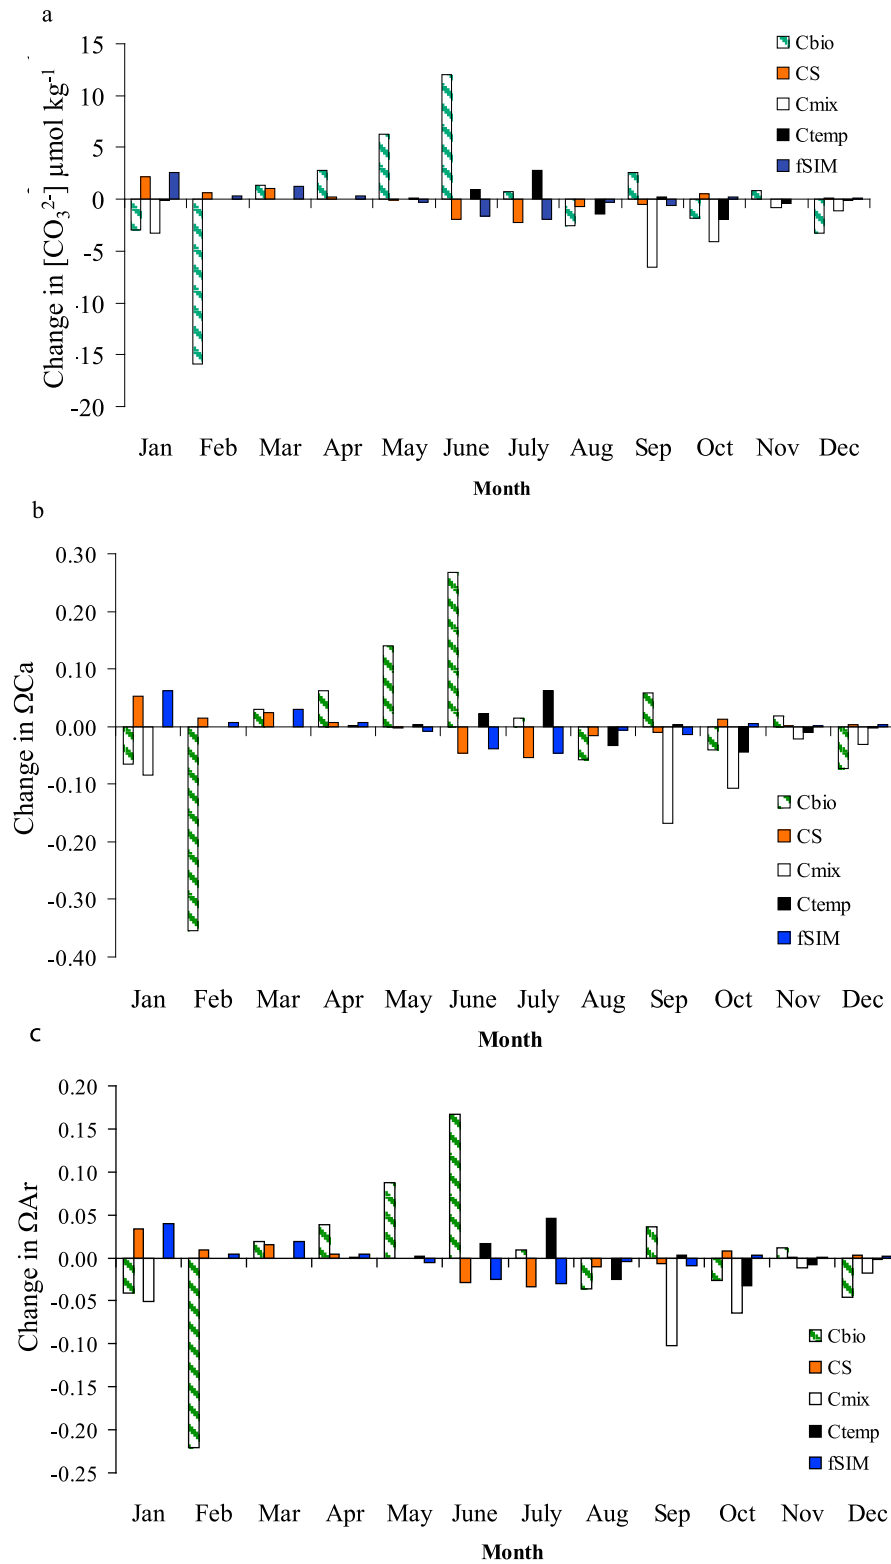 a
Change in [CO₃²⁻] µmol kg⁻¹
15
10
5
0
-5
-10
-15
-20
Cbio
CS
Cmix
Ctemp
fSIM
Jan Feb Mar Apr May June July Aug Sep Oct Nov Dec
Month
b
Change in ΩCa
0.30
0.20
0.10
0.00
-0.10
-0.20
-0.30
-0.40
Cbio
CS
Cmix
Ctemp
fSIM
Jan Feb Mar Apr May June July Aug Sep Oct Nov Dec
Month
c
Change in ΩAr
0.20
0.15
0.10
0.05
0.00
-0.05
-0.10
-0.15
-0.20
-0.25
Cbio
CS
Cmix
Ctemp
fSIM
Jan Feb Mar Apr May June July Aug Sep Oct Nov Dec
Month